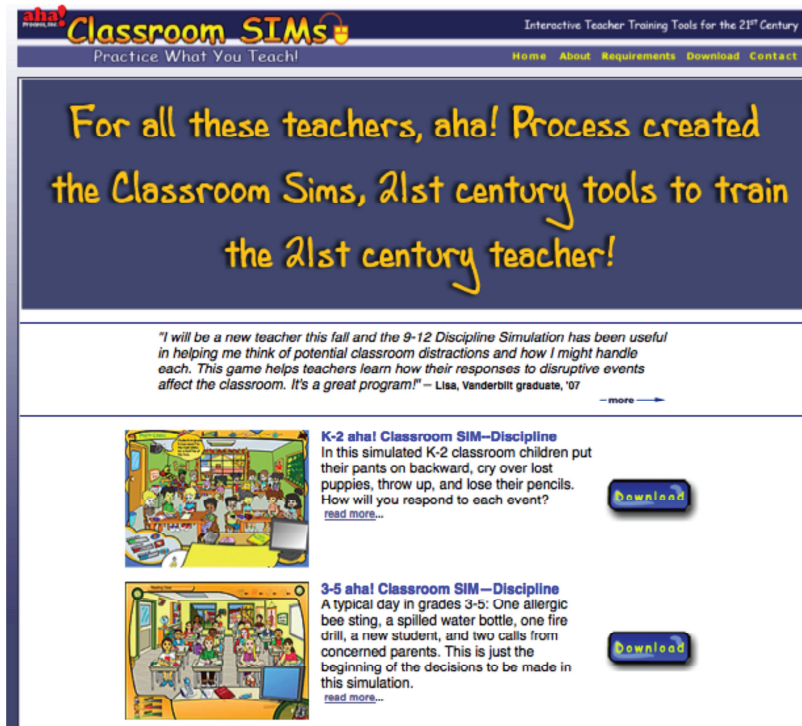 aha!
Process, Inc.
Classroom SIMs
Interactive Teacher Training Tools for the 21ST Century
Practice What You Teach!
Home About Requirements Download Contact
For all these teachers, aha! Process created
the Classroom Sims, 21st century tools to train
the 21st century teacher!
"I will be a new teacher this fall and the 9-12 Discipline Simulation has been useful
in helping me think of potential classroom distractions and how I might handle
each. This game helps teachers learn how their responses to disruptive events
affect the classroom. It's a great program!" – Lisa, Vanderbilt graduate, '07
– more
K-2 aha! Classroom SIM--Discipline
In this simulated K-2 classroom children put
their pants on backward, cry over lost
puppies, throw up, and lose their pencils.
How will you respond to each event?
read more...
Download
3-5 aha! Classroom SIM—Discipline
A typical day in grades 3-5: One allergic
bee sting, a spilled water bottle, one fire
drill, a new student, and two calls from
concerned parents. This is just the
beginning of the decisions to be made in
this simulation.
read more...
Download